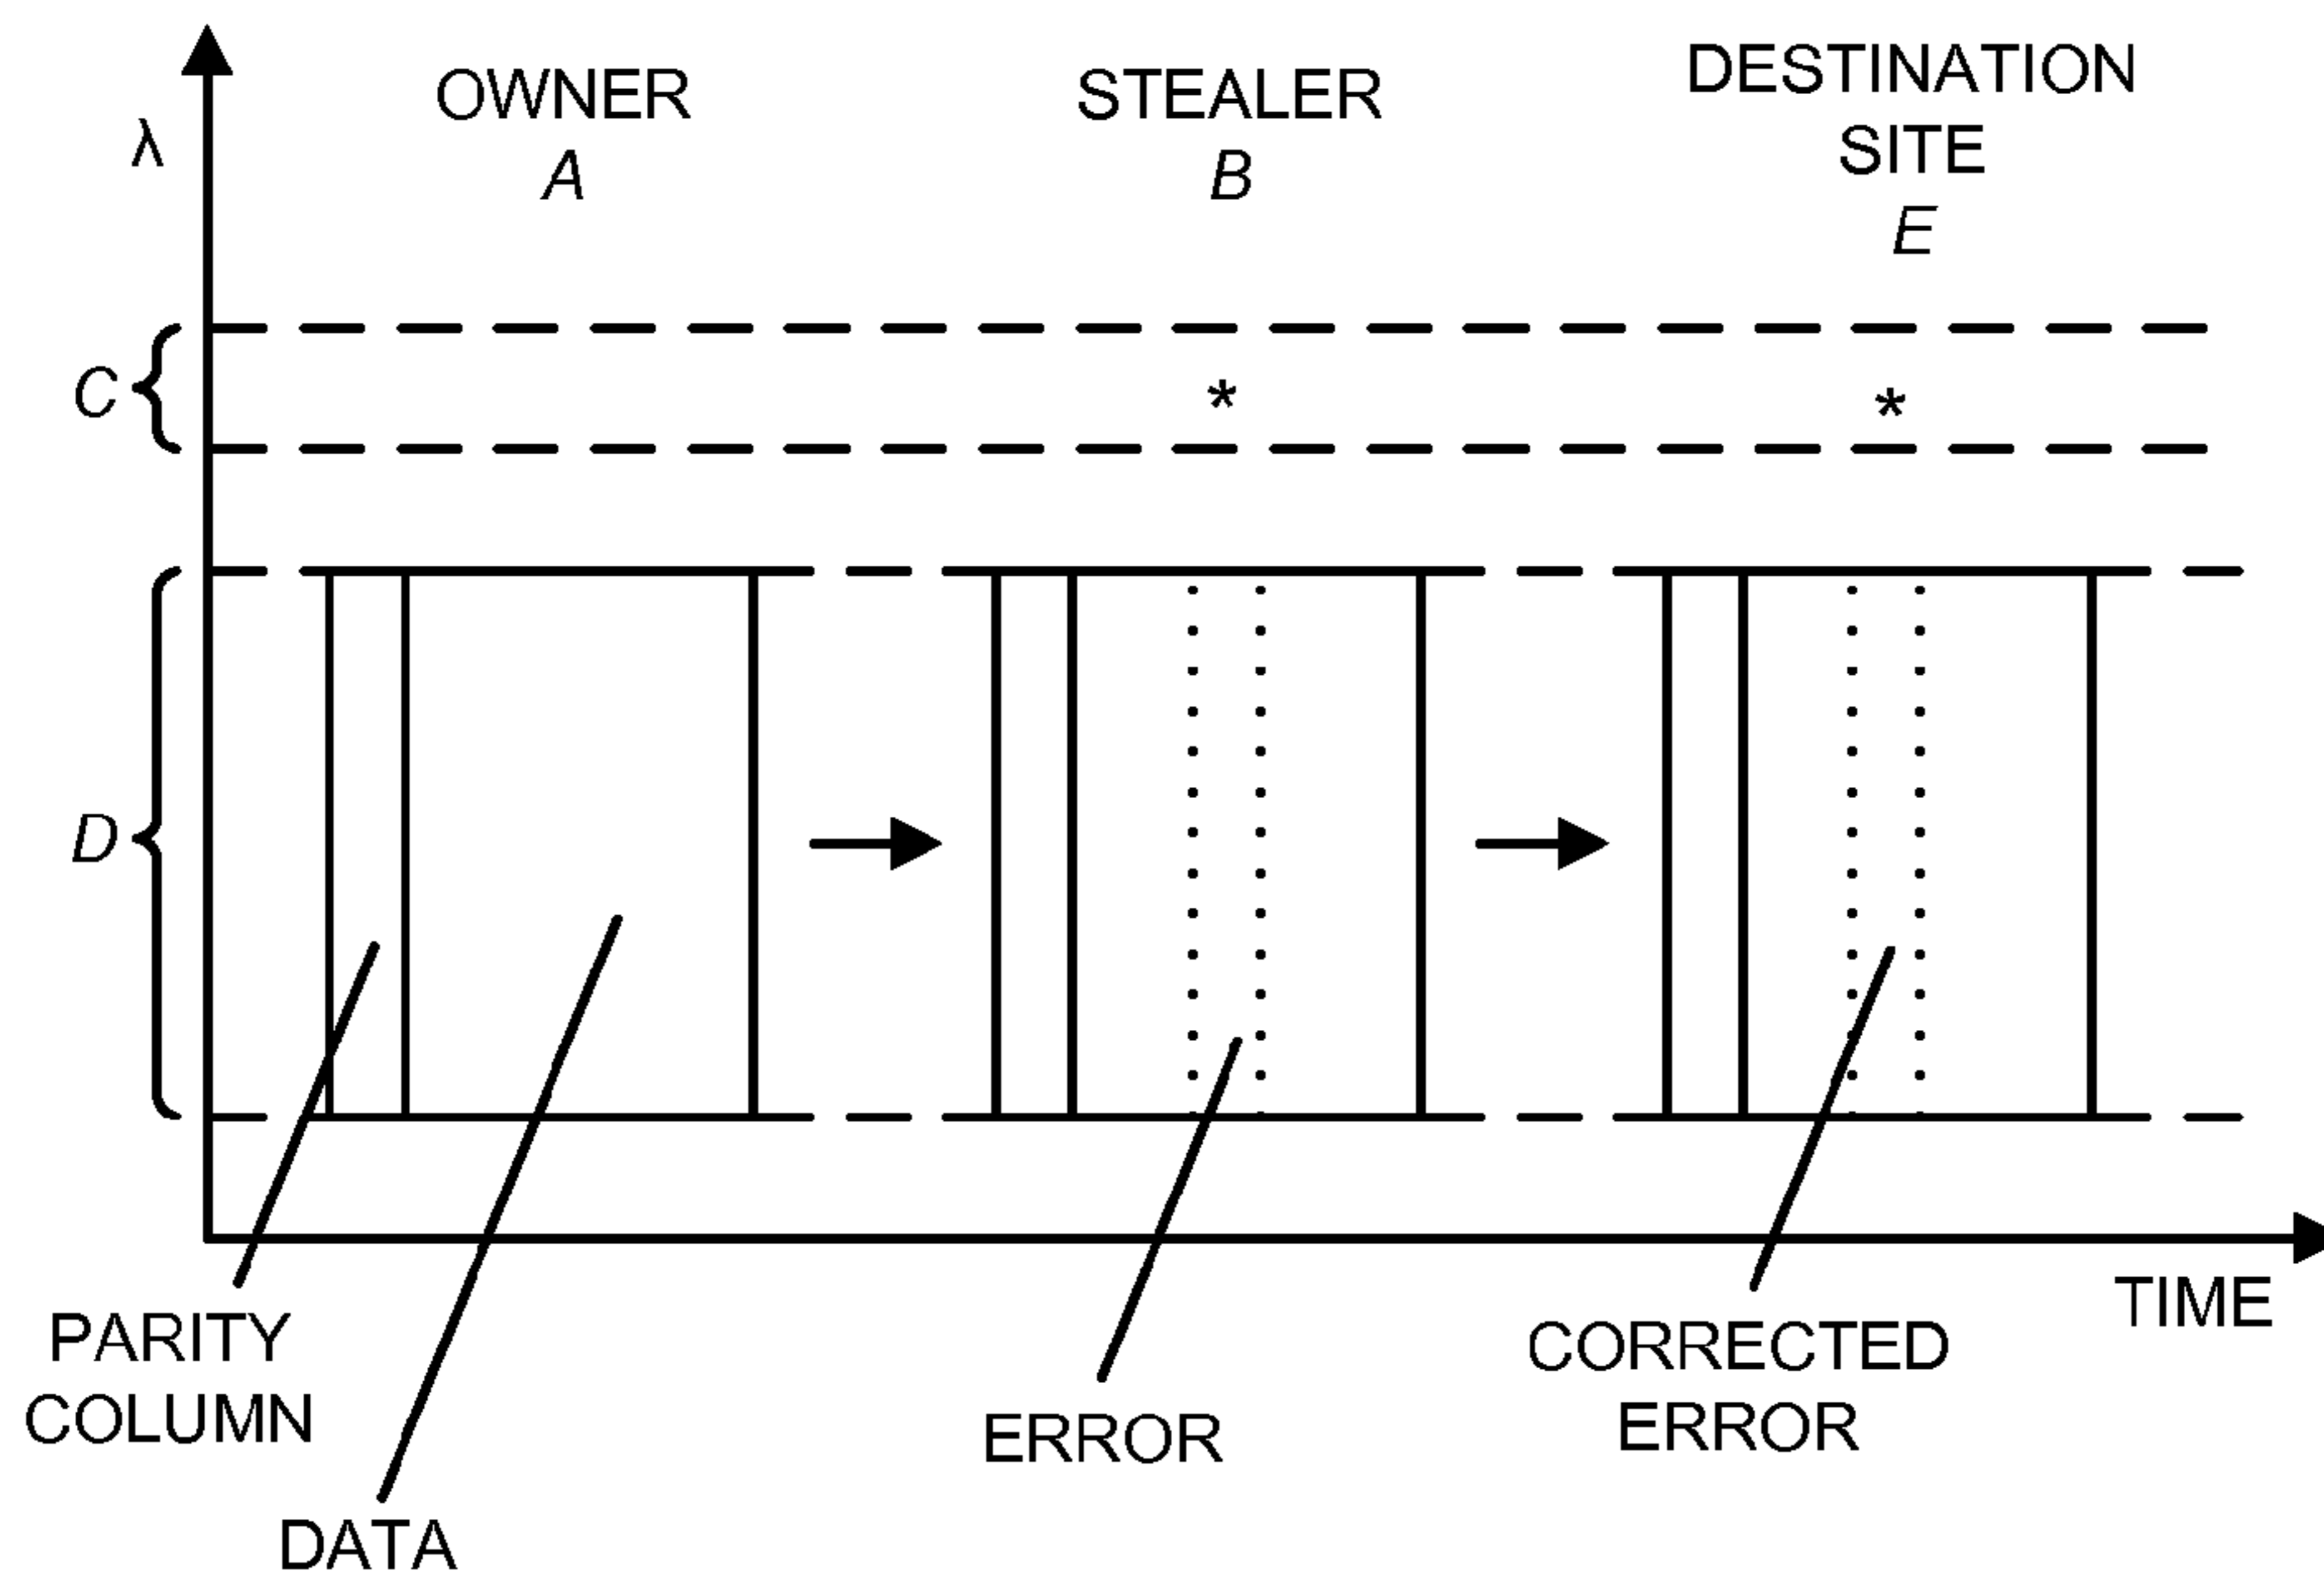 λ
OWNER
A
STEALER
B
DESTINATION
SITE
E
C
*
*
D
TIME
PARITY
COLUMN
DATA
ERROR
CORRECTED
ERROR